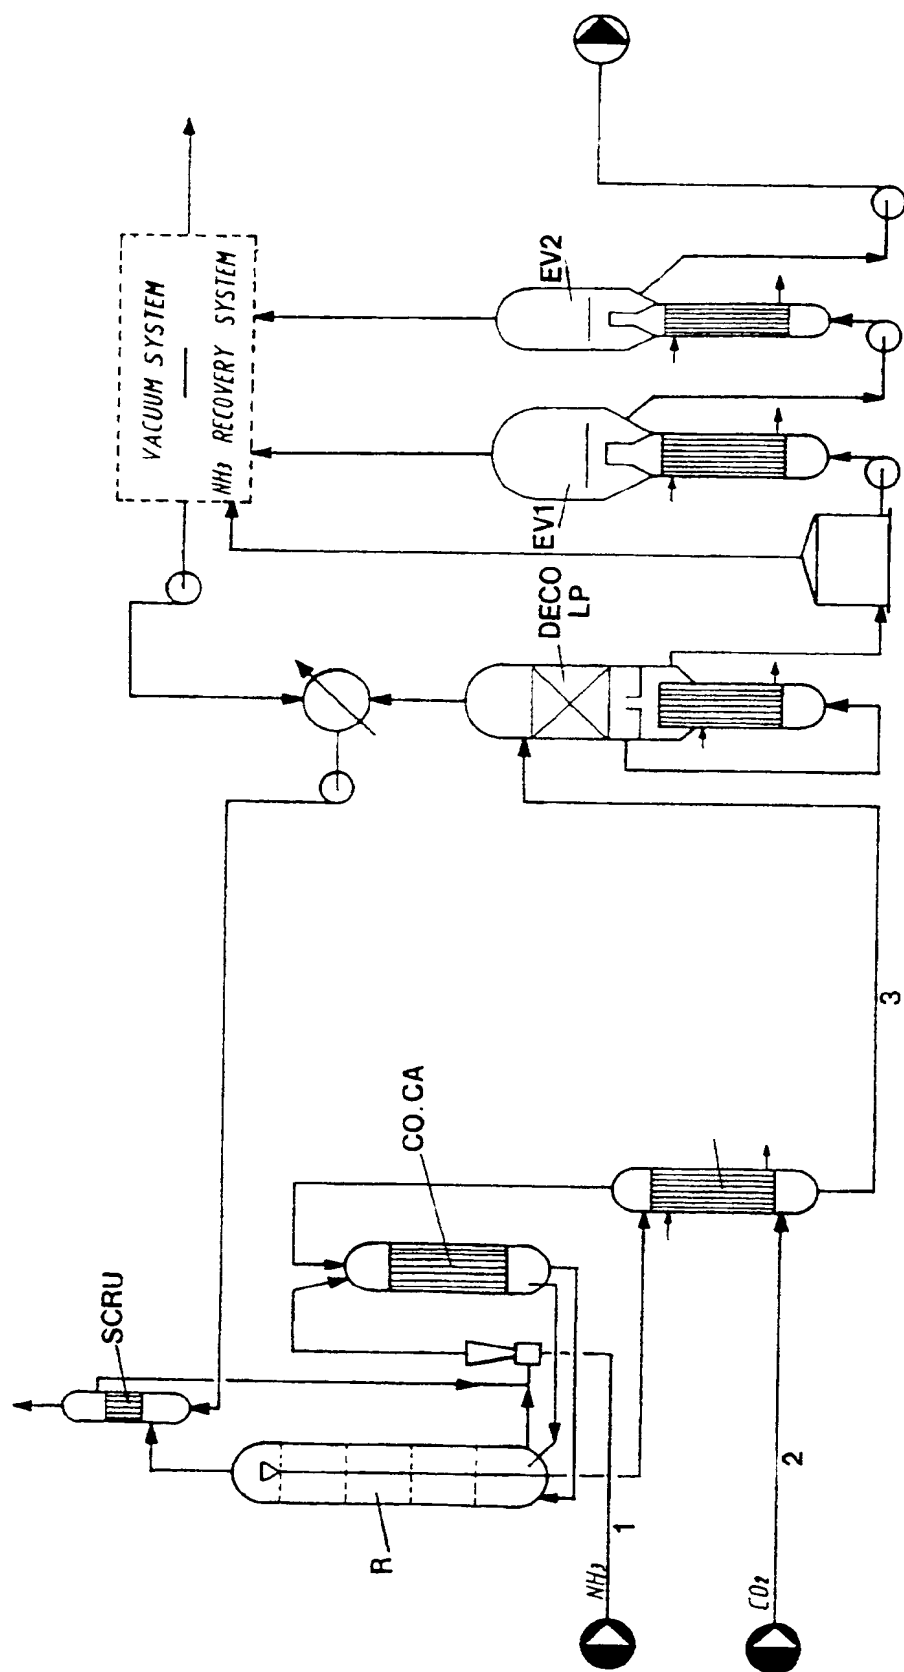 VACUUM SYSTEM
NH₃ RECOVERY SYSTEM
SCRU
CO.CA
R
DECO
LP
EV1
EV2
NH₃
1
CO₂
2
3